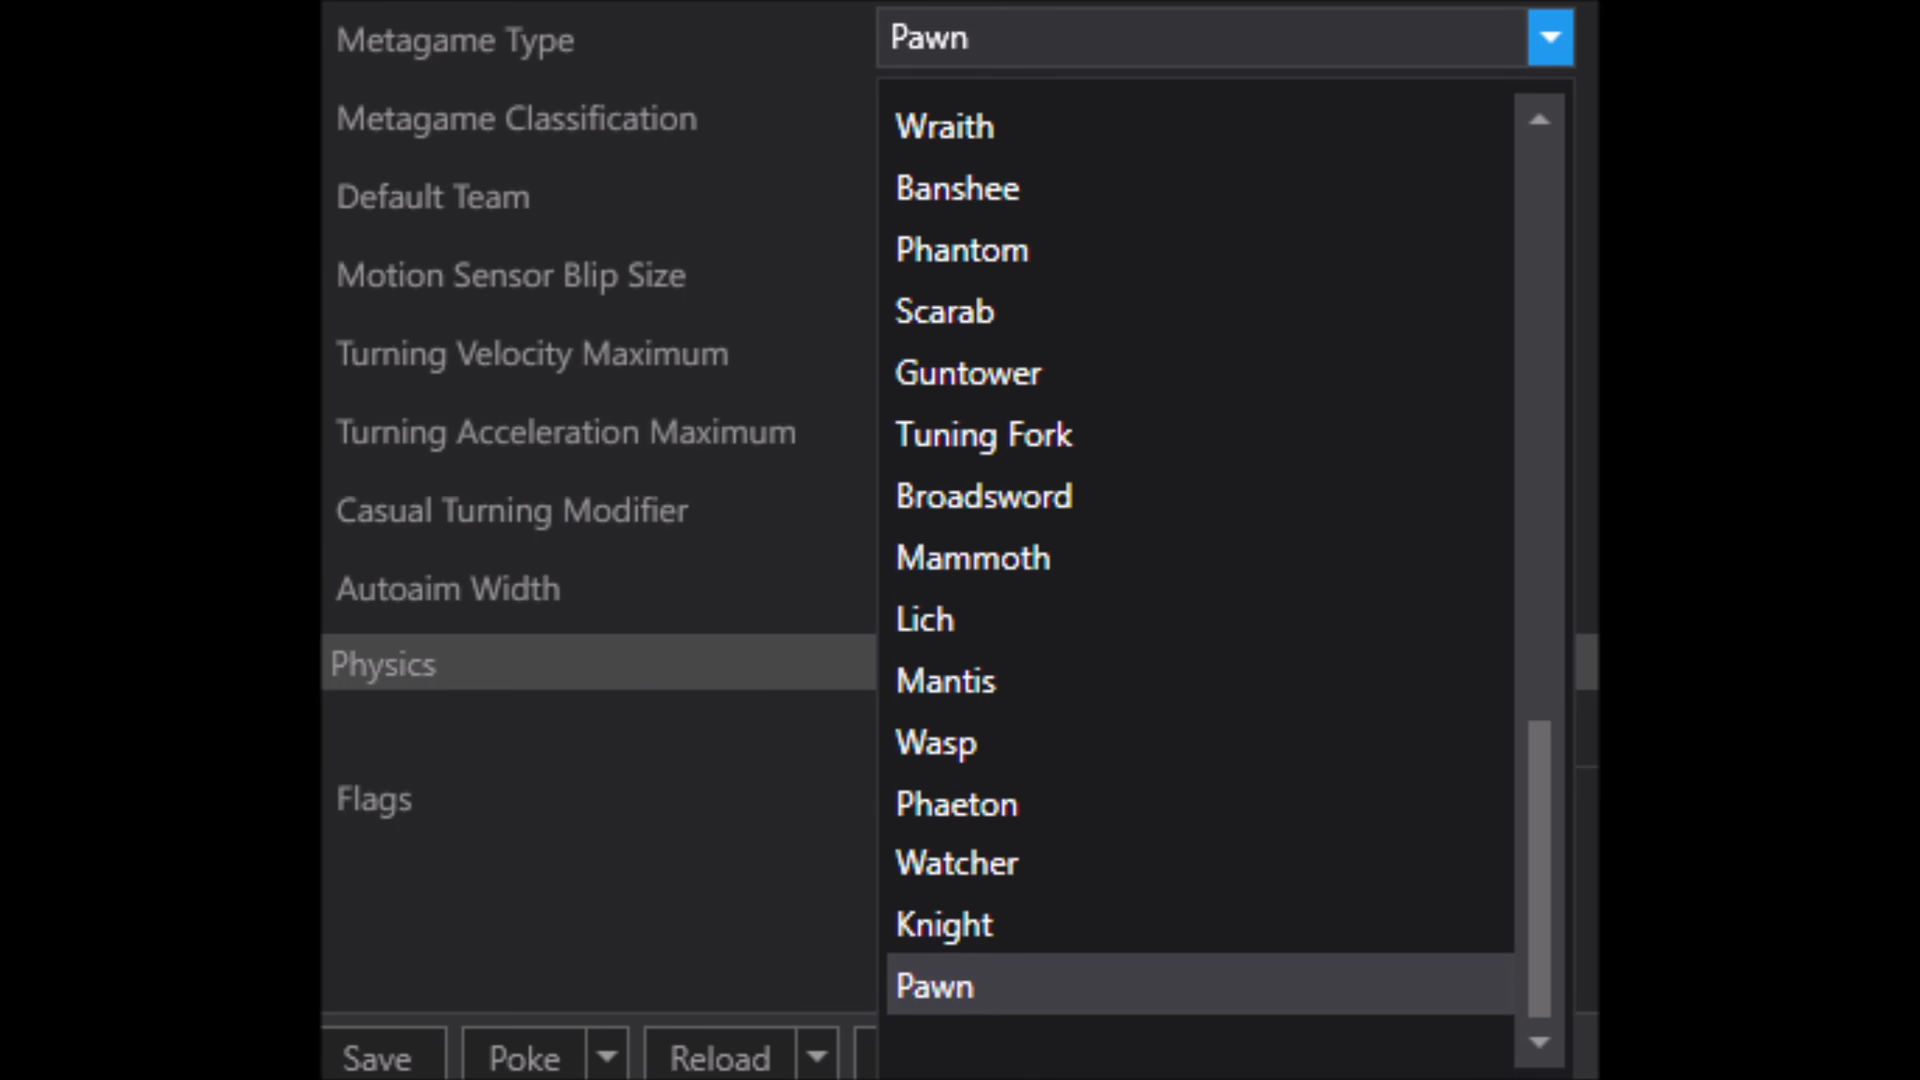 Metagame Type
Pawn
Metagame Classification
Default Team
Motion Sensor Blip Size
Turning Velocity Maximum
Turning Acceleration Maximum
Casual Turning Modifier
Autoaim Width
Physics
Flags
Wraith
Banshee
Phantom
Scarab
Guntower
Tuning Fork
Broadsword
Mammoth
Lich
Mantis
Wasp
Phaeton
Watcher
Knight
Pawn
Save
Poke
Reload